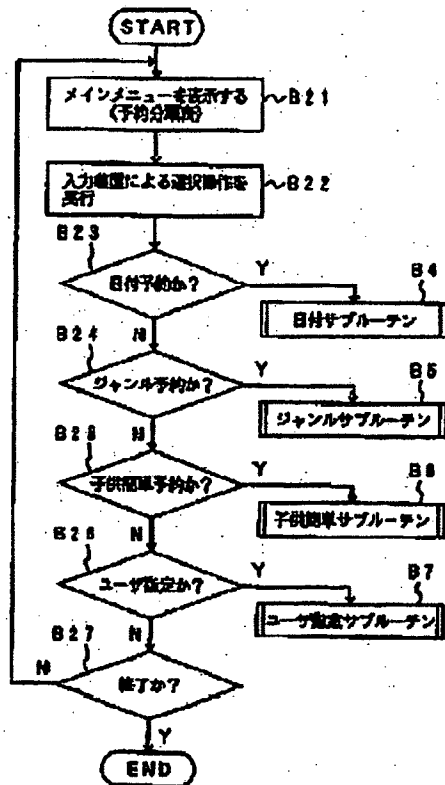 START
メインメニューを表示する
(予約分類表)
B21
入力装置による選択操作を
実行
B22
B23
日付予約か?
Y
B4
日付サブルーチン
N
B24
ジャンル予約か?
Y
B5
ジャンルサブルーチン
N
B25
子供簡単予約か?
Y
B6
子供簡単サブルーチン
N
B26
ユーザ指定か?
Y
B7
ユーザ指定サブルーチン
N
B27
終了か?
N
Y
END